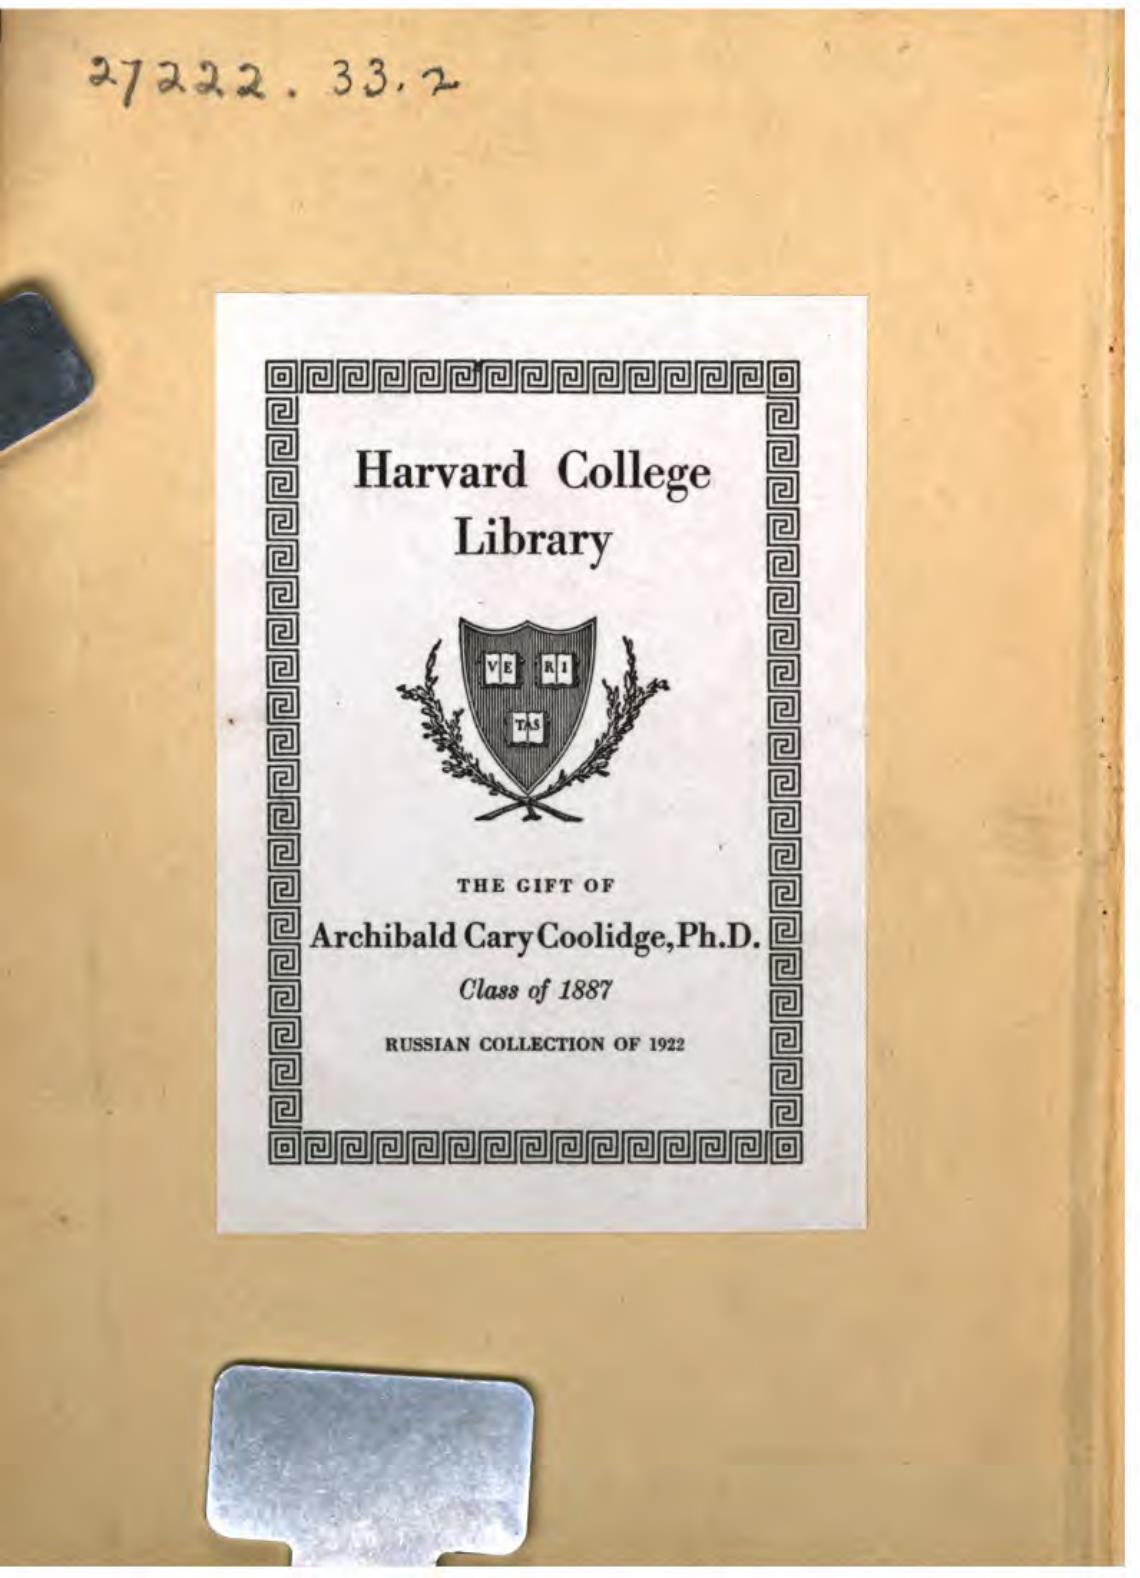 27222.33.2
Harvard College
Library
VE RI
TAS
THE GIFT OF
Archibald Cary Coolidge, Ph.D.
Class of 1887
RUSSIAN COLLECTION OF 1922